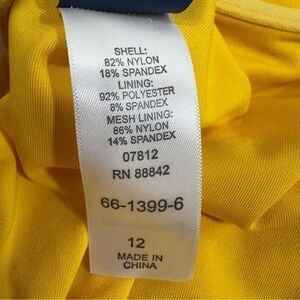 SHELL:
82% NYLON
18% SPANDEX
LINING:
92% POLYESTER
8% SPANDEX
MESH LINING:
86% NYLON
14% SPANDEX
07812
RN 88842
66-1399-6
12
MADE IN
CHINA